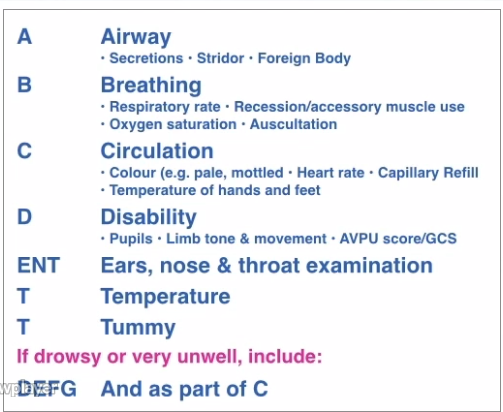 A Airway
· Secretions · Stridor · Foreign Body
B Breathing
· Respiratory rate · Recession/accessory muscle use
· Oxygen saturation · Auscultation
C Circulation
· Colour (e.g. pale, mottled · Heart rate · Capillary Refill
· Temperature of hands and feet
D Disability
· Pupils · Limb tone & movement · AVPU score/GCS
ENT Ears, nose & throat examination
T Temperature
T Tummy
If drowsy or very unwell, include:
DEFG And as part of C